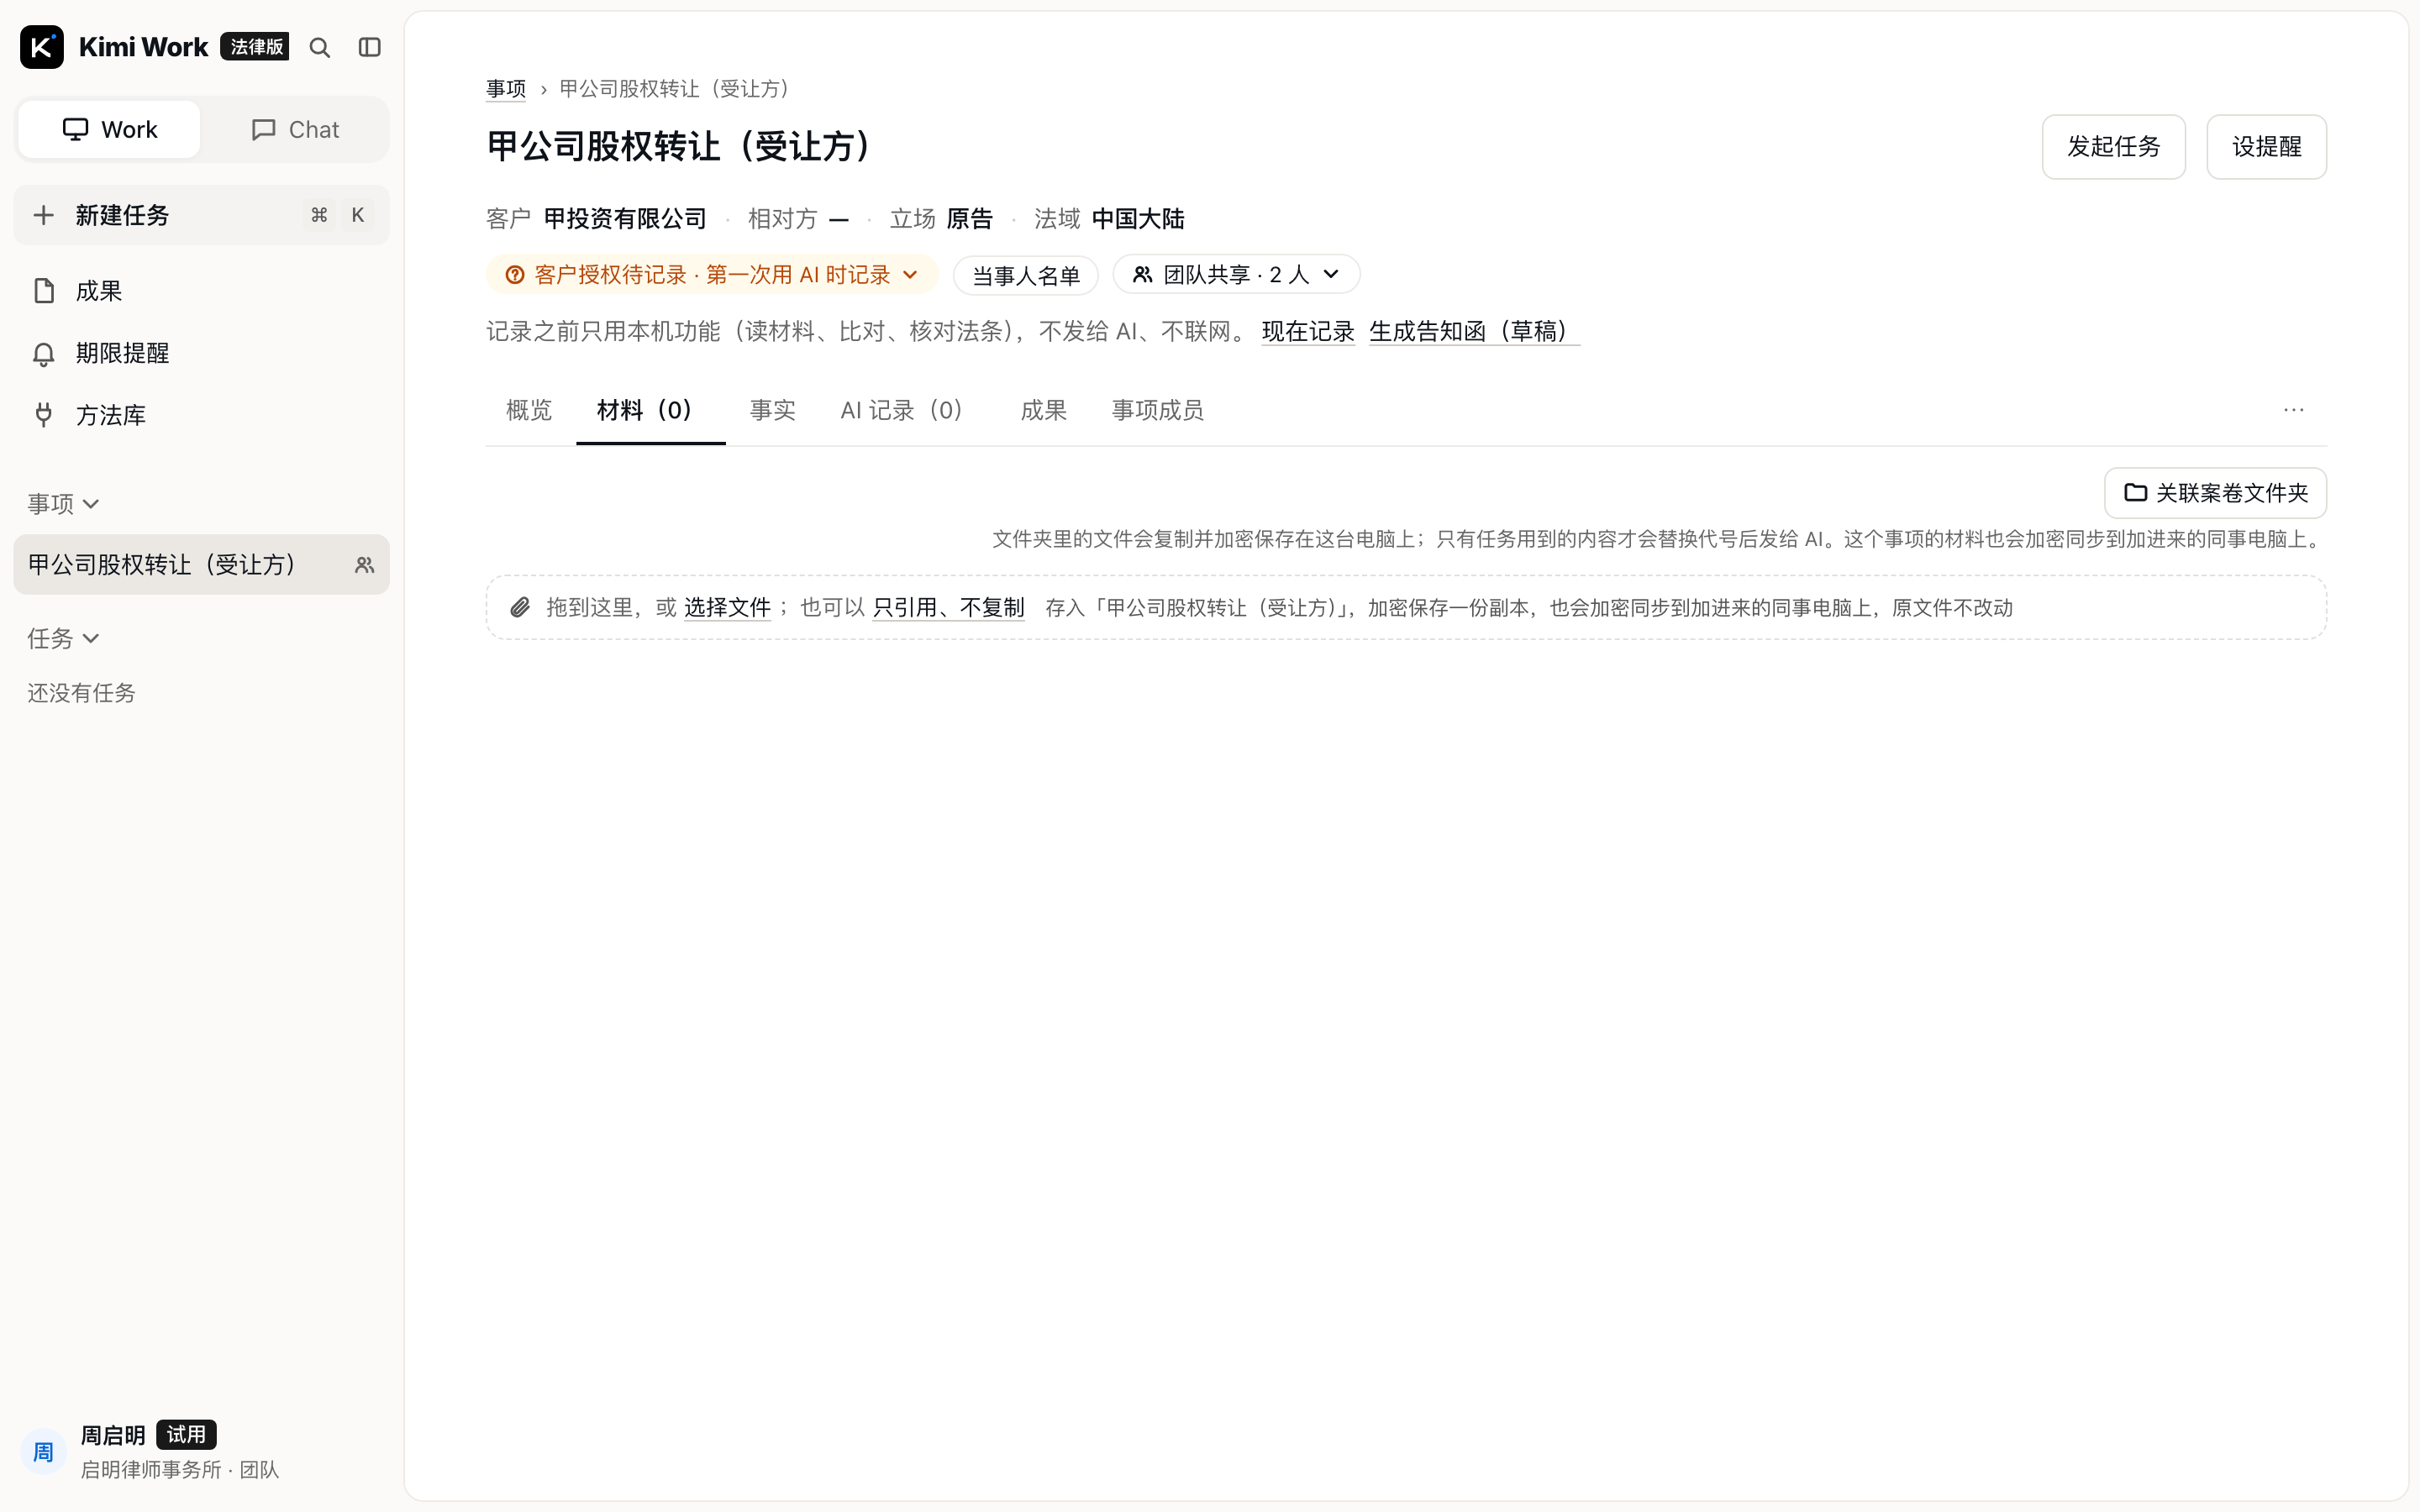 Kimi Work 法律版
Work
Chat
新建任务 ⌘ K
成果
期限提醒
方法库
事项
甲公司股权转让（受让方）
任务
还没有任务
周 周启明 试用
启明律师事务所 · 团队
事项 › 甲公司股权转让（受让方）
甲公司股权转让（受让方）
发起任务
设提醒
客户 甲投资有限公司 · 相对方 — · 立场 原告 · 法域 中国大陆
客户授权待记录 · 第一次用 AI 时记录
当事人名单
团队共享 · 2 人
记录之前只用本机功能（读材料、比对、核对法条），不发给 AI、不联网。 现在记录 生成告知函（草稿）
概览 材料（0） 事实 AI 记录（0） 成果 事项成员 ···
关联案卷文件夹
文件夹里的文件会复制并加密保存在这台电脑上；只有任务用到的内容才会替换代号后发给 AI。这个事项的材料也会加密同步到加进来的同事电脑上。
拖到这里，或 选择文件 ；也可以 只引用、不复制 存入「甲公司股权转让（受让方）」，加密保存一份副本，也会加密同步到加进来的同事电脑上，原文件不改动